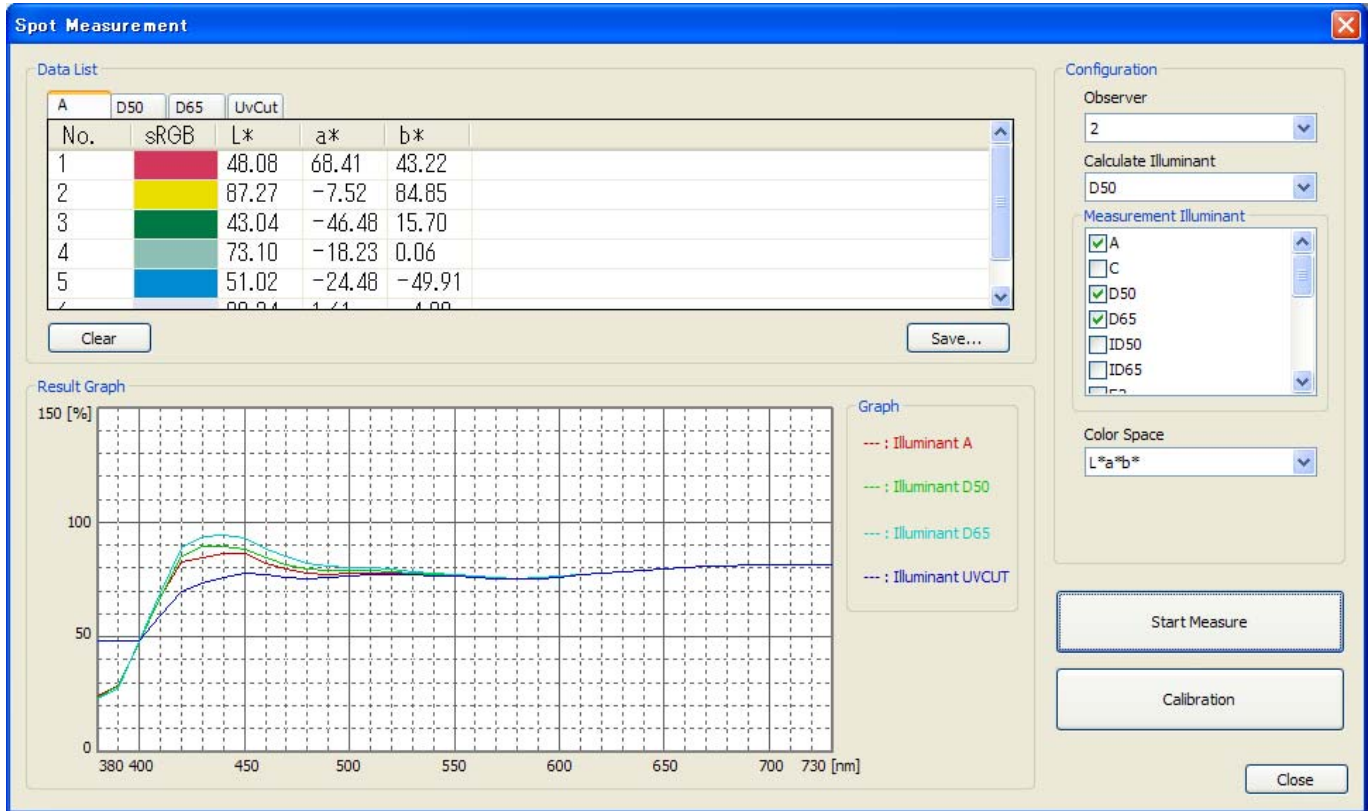 Spot Measurement
Data List
A D50 D65 UvCut
No. sRGB L* a* b*
1 48.08 68.41 43.22
2 87.27 -7.52 84.85
3 43.04 -46.48 15.70
4 73.10 -18.23 0.06
5 51.02 -24.48 -49.91
Clear
Save...
Result Graph
150 [%]
100
50
0
380 400 450 500 550 600 650 700 730 [nm]
Graph
--- : Illuminant A
--- : Illuminant D50
--- : Illuminant D65
--- : Illuminant UVCUT
Configuration
Observer
2
Calculate Illuminant
D50
Measurement Illuminant
A
C
D50
D65
ID50
ID65
Color Space
L*a*b*
Start Measure
Calibration
Close